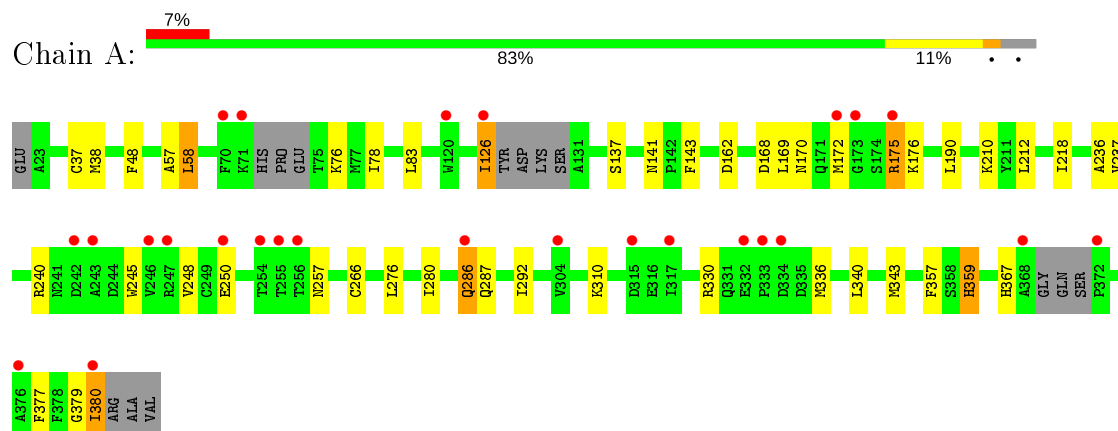 7%
Chain A:
83% 11% • •
GLU A23 C37 M38 F48 A57 L58 F70 K71 HIS PRO GLU T75 K76 M77 I78 L83 W120 I126 TYR ASP LYS SER A131 S137 N141 P142 F143 D162 D168 L169 N170 Q171 M172 G173 S174 R175 K176 L190 K210 Y211 L212 I218 A236 V237
R240 N241 D242 A243 D244 W245 V246 R247 V248 C249 E250 T254 T255 T256 N257 C266 L276 I280 Q286 Q287 I292 V304 K310 D315 E316 I317 R330 Q331 E332 P333 D334 D335 M336 L340 M343 F357 S358 H359 H367 A368 GLY GLN SER P372
A376 F377 F378 G379 I380 ARG ALA VAL